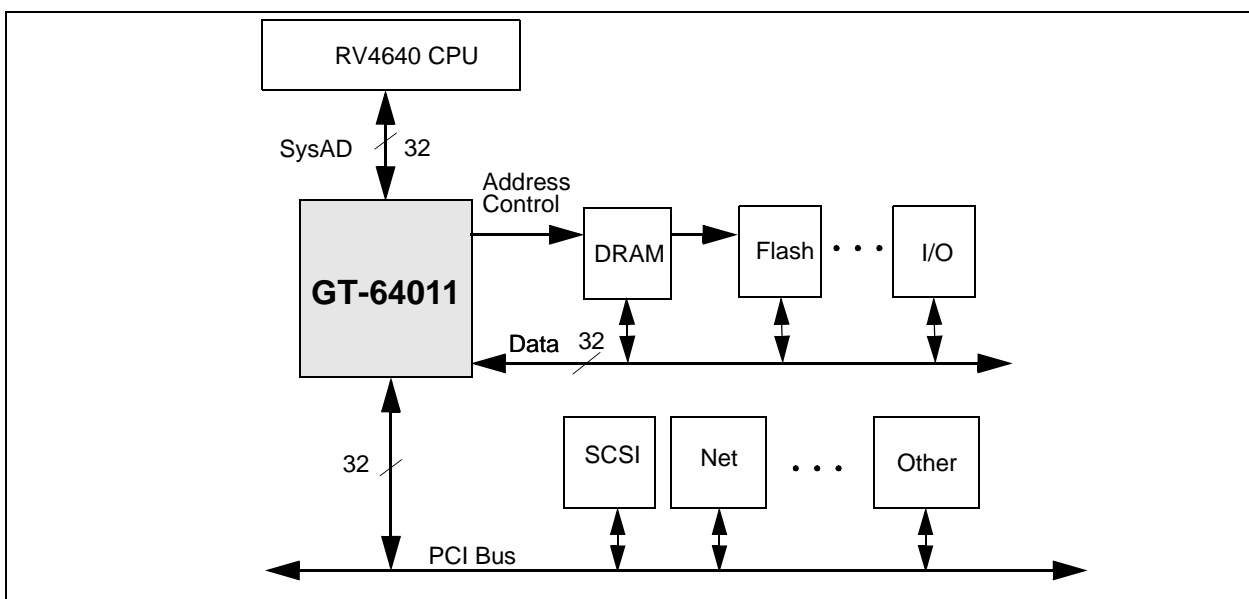 RV4640 CPU
SysAD
32
Address
Control
GT-64011
DRAM
Flash
. . .
I/O
Data
32
32
SCSI
Net
. . .
Other
PCI Bus